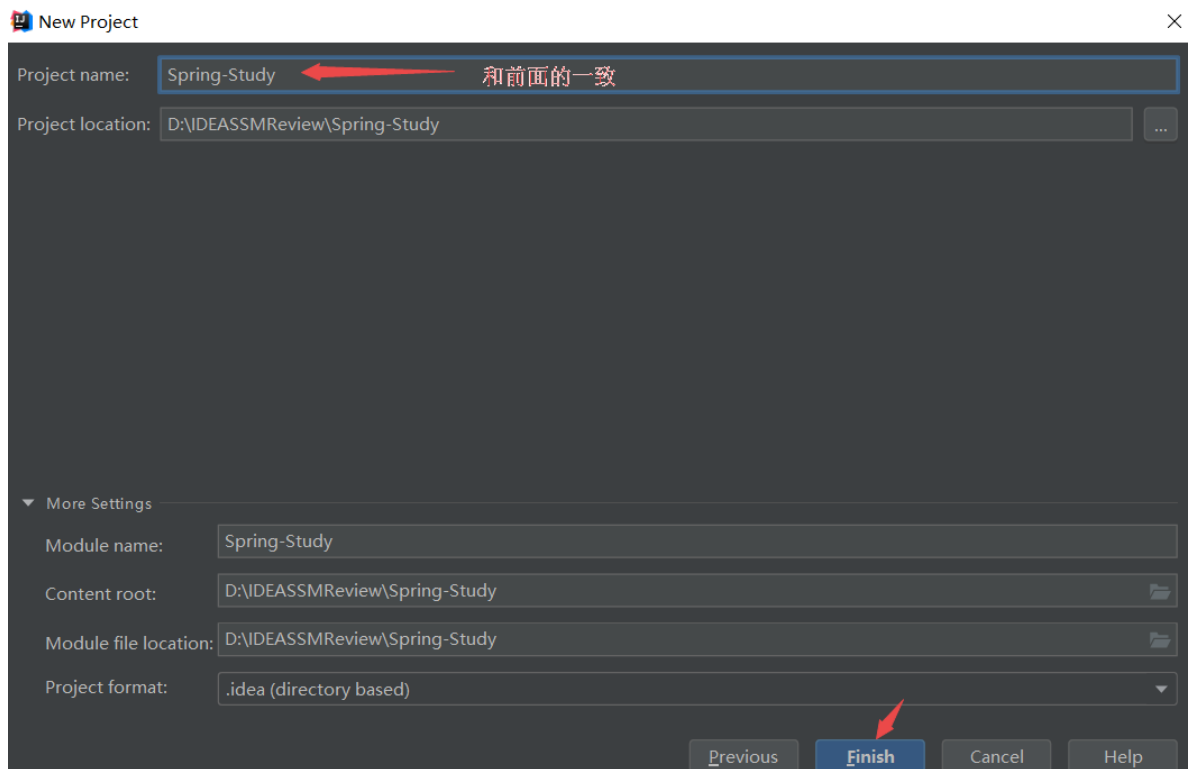 New Project
Project name: Spring-Study 和前面的一致
Project location: D:\IDEASSMReview\Spring-Study ...
More Settings
Module name: Spring-Study
Content root: D:\IDEASSMReview\Spring-Study
Module file location: D:\IDEASSMReview\Spring-Study
Project format: .idea (directory based)
Previous Finish Cancel Help